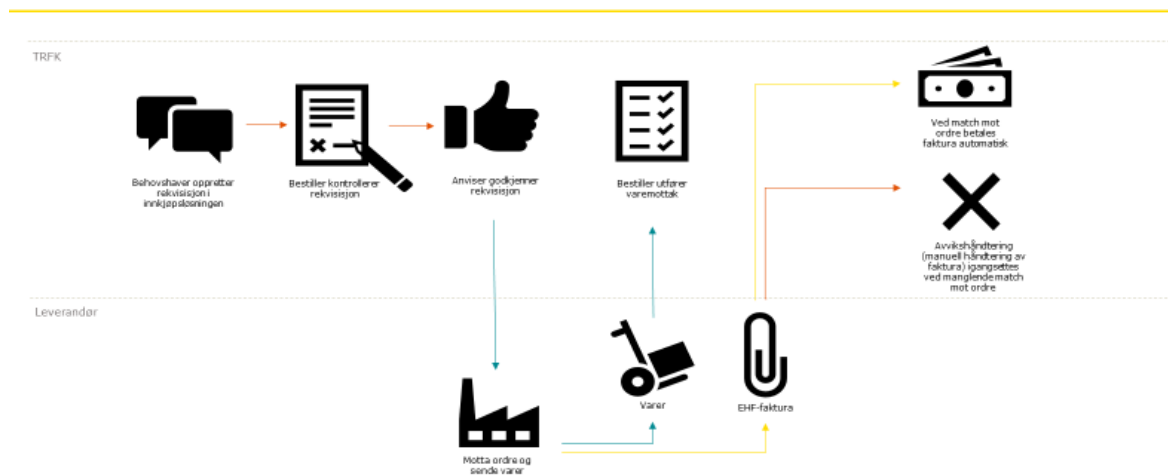 TRFK
Behovshaver oppretter
rekvisisjon i
innkjøpsløsningen
Bestiller kontrollerer
rekvisisjon
Anviser godkjenner
rekvisisjon
Bestiller utfører
varemottak
Ved match mot
ordre betales
faktura automatisk
Avvikshåndtering
(manuell håndtering av
faktura) igangsettes
ved manglende match
mot ordre
Leverandør
Motta ordre og
sende varer
Varer
EHF-faktura